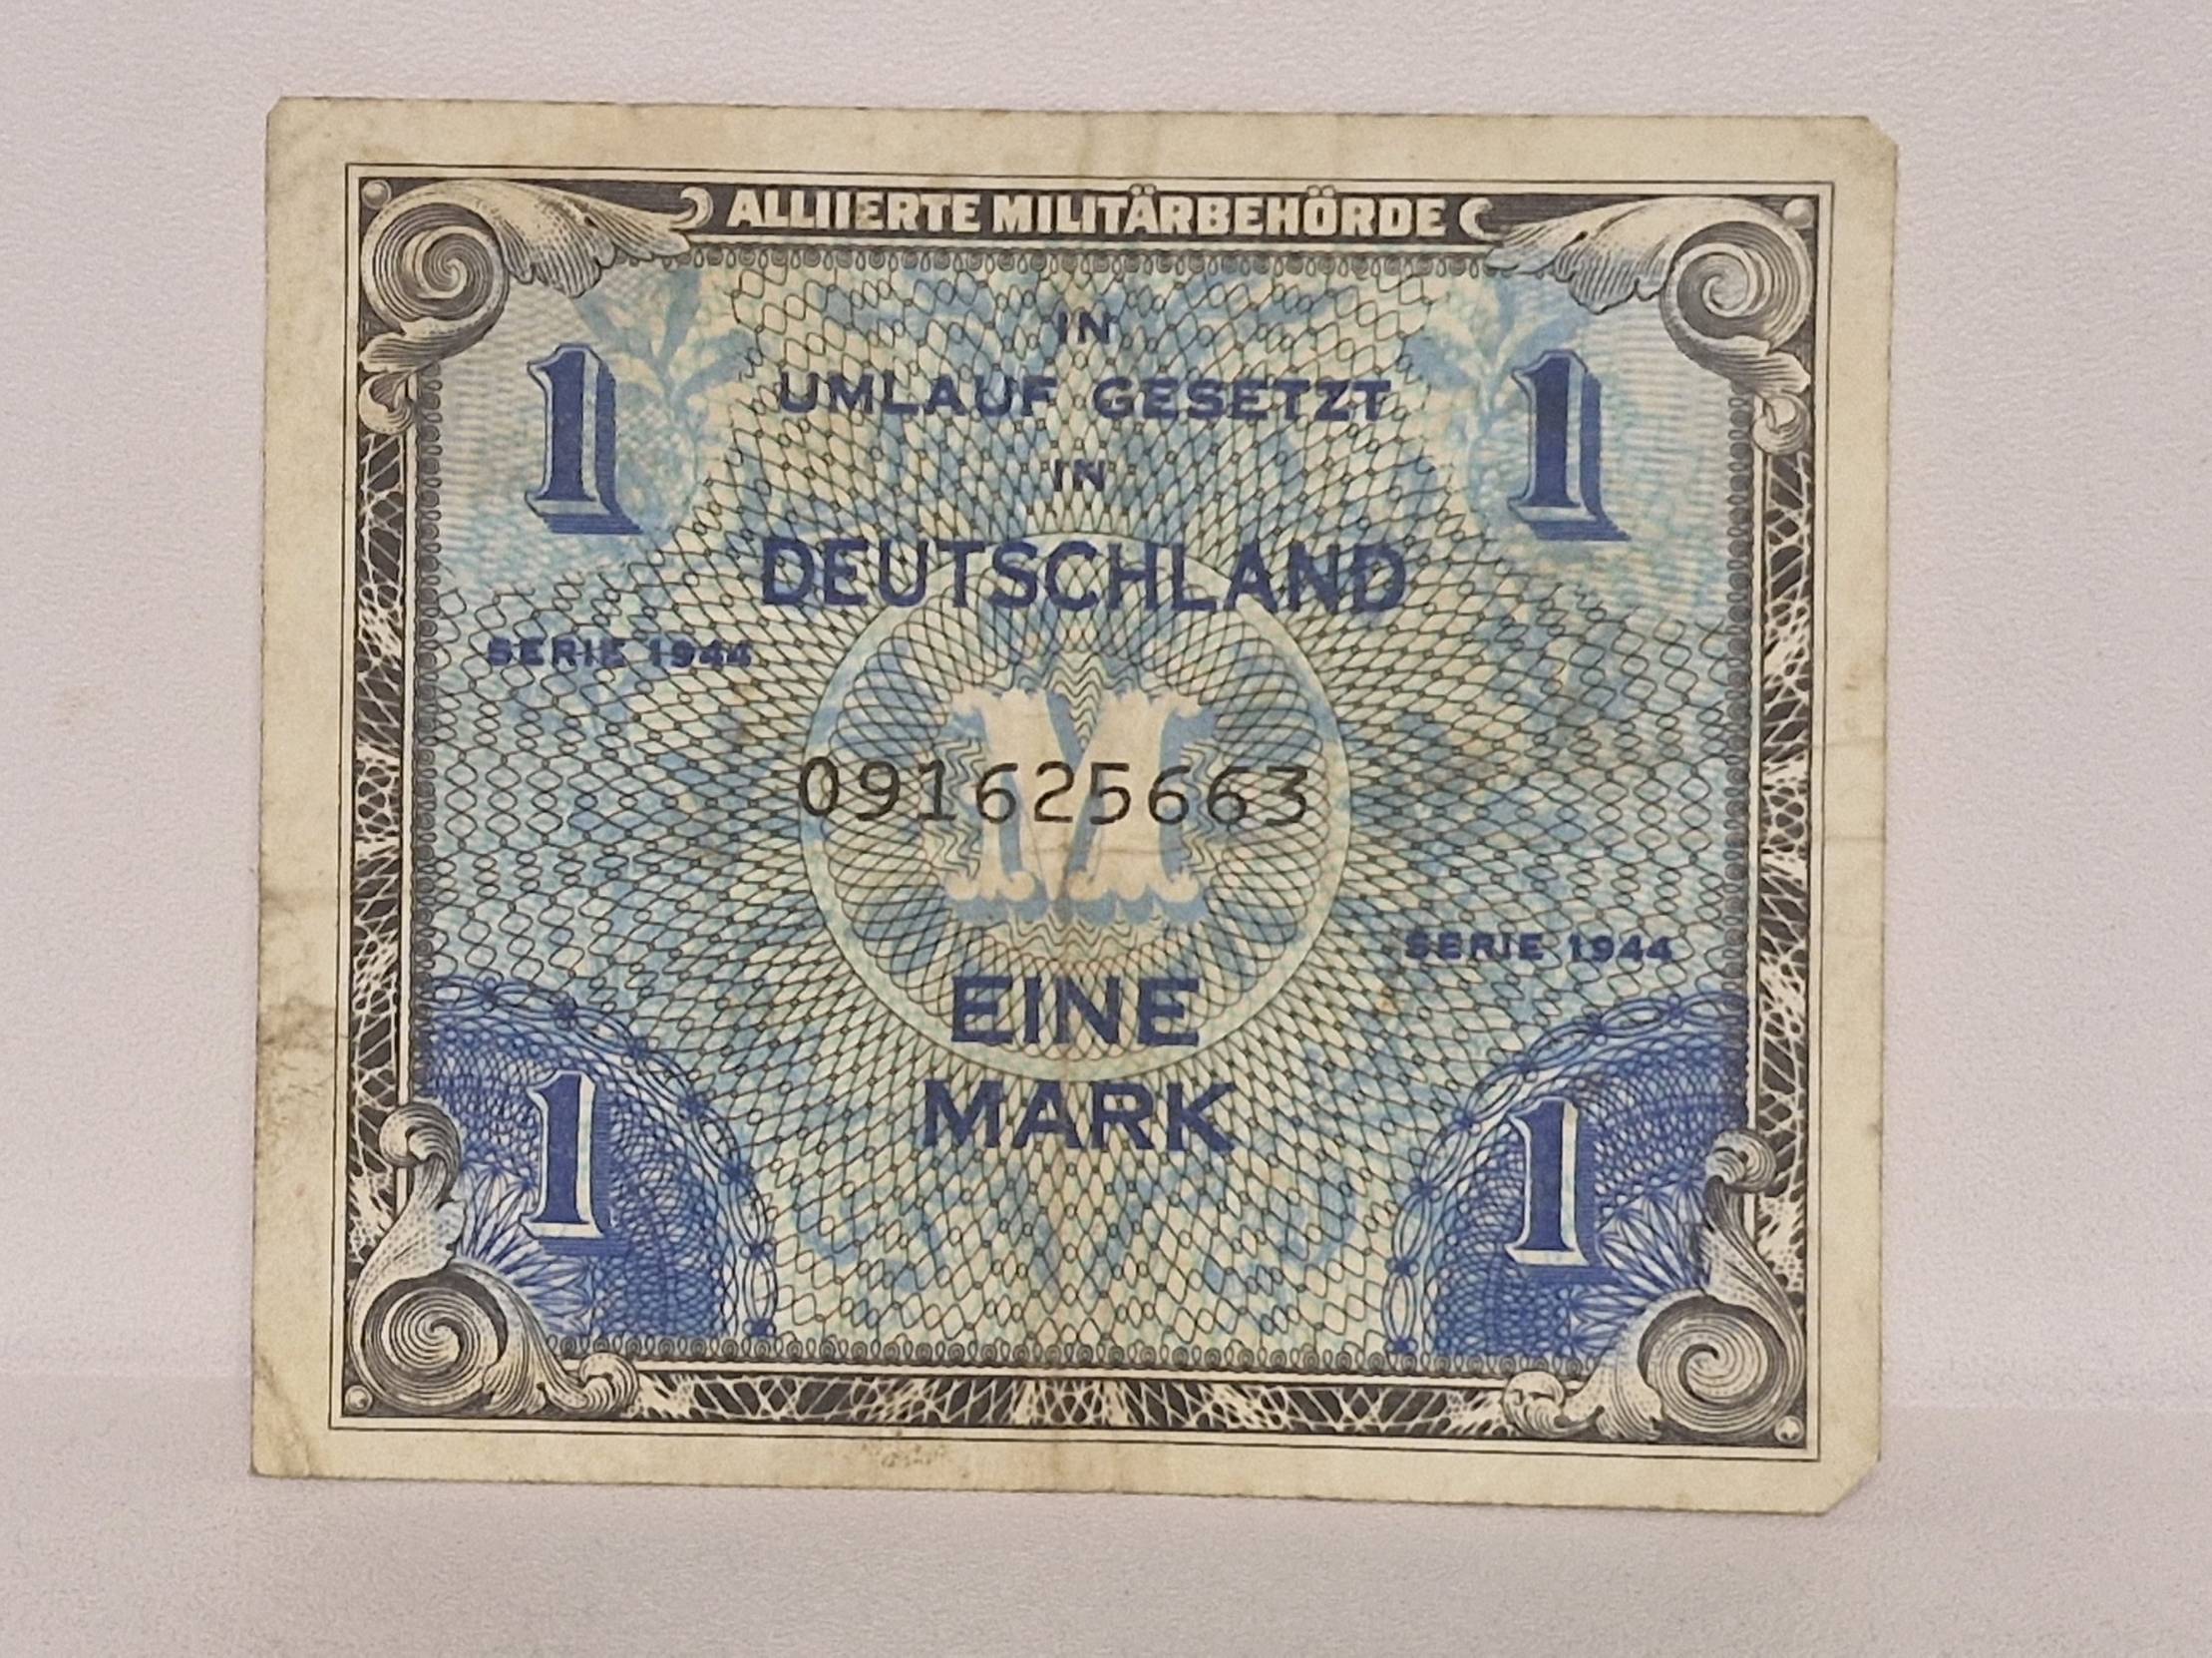 ALLIIERTE MILITÄRBEHÖRDE
IN
UMLAUF GESETZT
IN
DEUTSCHLAND
1
1
SERIE 1944
M
091625663
SERIE 1944
EINE
MARK
1
1